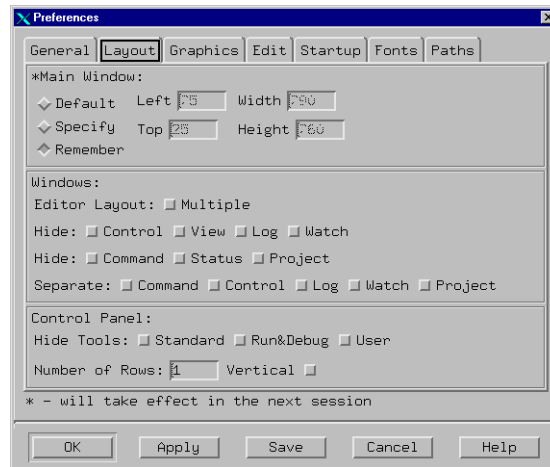 Preferences
General Layout Graphics Edit Startup Fonts Paths
*Main Window:
Default Left 75 Width 790
Specify Top 25 Height 760
Remember
Windows:
Editor Layout: Multiple
Hide: Control View Log Watch
Hide: Command Status Project
Separate: Command Control Log Watch Project
Control Panel:
Hide Tools: Standard Run&Debug User
Number of Rows: 1 Vertical
* - will take effect in the next session
OK Apply Save Cancel Help